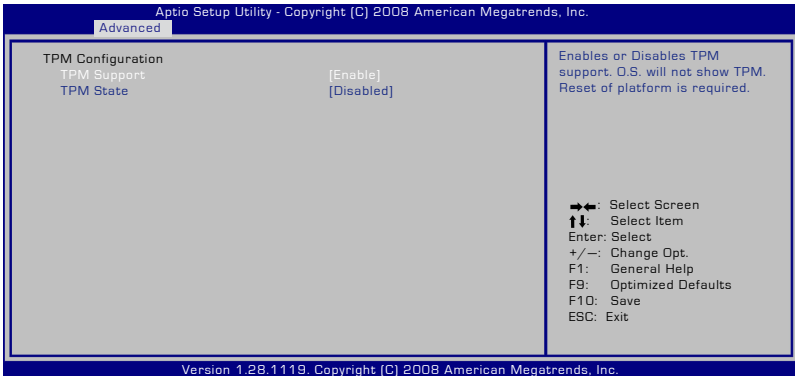 Aptio Setup Utility - Copyright (C) 2008 American Megatrends, Inc.
Advanced
TPM Configuration
TPM Support [Enable]
TPM State [Disabled]
Enables or Disables TPM
support. O.S. will not show TPM.
Reset of platform is required.
→←: Select Screen
↑↓: Select Item
Enter: Select
+/—: Change Opt.
F1: General Help
F9: Optimized Defaults
F10: Save
ESC: Exit
Version 1.28.1119. Copyright (C) 2008 American Megatrends, Inc.